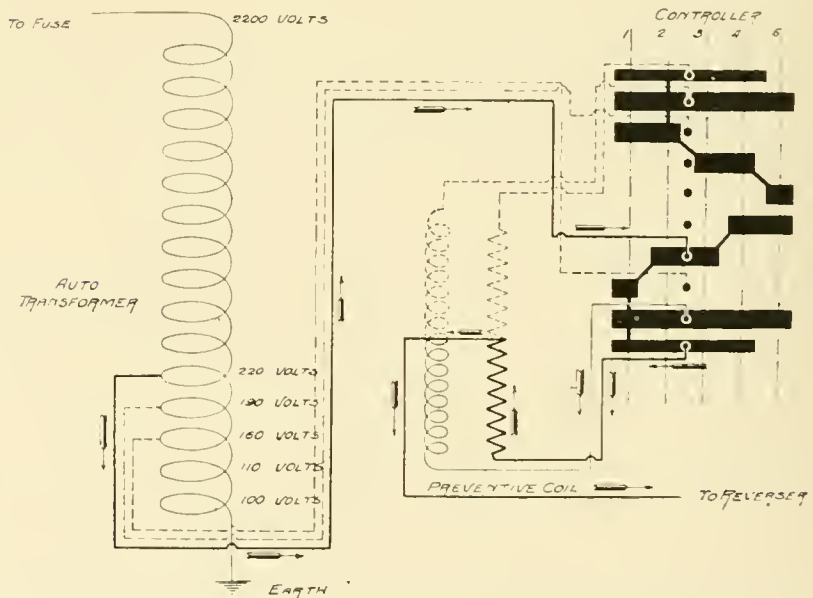 CONTROLLER
1 2 3 4 5
TO FUSE
2200 VOLTS
AUTO
TRANSFORMER
220 VOLTS
190 VOLTS
160 VOLTS
110 VOLTS
100 VOLTS
PREVENTIVE COIL
TO REVERSER
EARTH